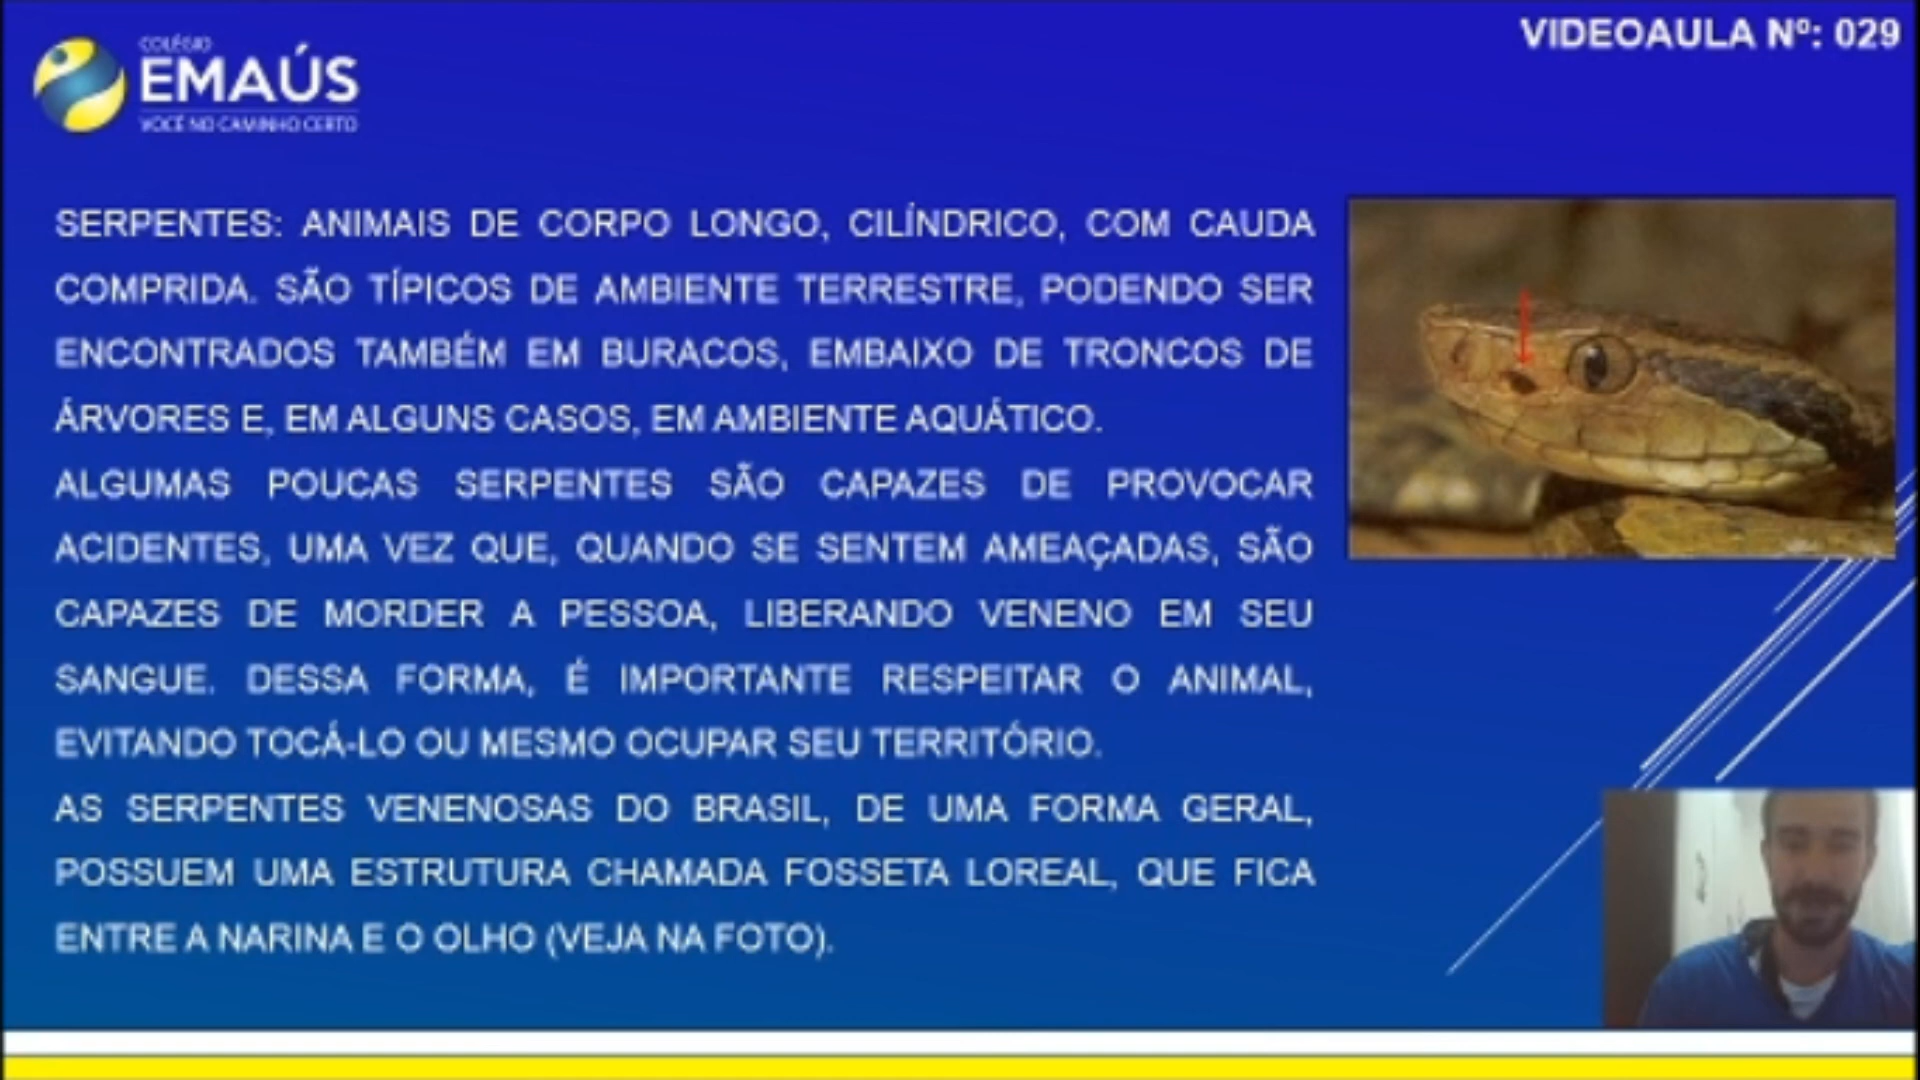 COLÉGIO
EMAÚS
VOCÊ NO CAMINHO CERTO
VIDEOAULA Nº: 029
SERPENTES: ANIMAIS DE CORPO LONGO, CILÍNDRICO, COM CAUDA
COMPRIDA. SÃO TÍPICOS DE AMBIENTE TERRESTRE, PODENDO SER
ENCONTRADOS TAMBÉM EM BURACOS, EMBAIXO DE TRONCOS DE
ÁRVORES E, EM ALGUNS CASOS, EM AMBIENTE AQUÁTICO.
ALGUMAS POUCAS SERPENTES SÃO CAPAZES DE PROVOCAR
ACIDENTES, UMA VEZ QUE, QUANDO SE SENTEM AMEAÇADAS, SÃO
CAPAZES DE MORDER A PESSOA, LIBERANDO VENENO EM SEU
SANGUE. DESSA FORMA, É IMPORTANTE RESPEITAR O ANIMAL,
EVITANDO TOCÁ-LO OU MESMO OCUPAR SEU TERRITÓRIO.
AS SERPENTES VENENOSAS DO BRASIL, DE UMA FORMA GERAL,
POSSUEM UMA ESTRUTURA CHAMADA FOSSETA LOREAL, QUE FICA
ENTRE A NARINA E O OLHO (VEJA NA FOTO).